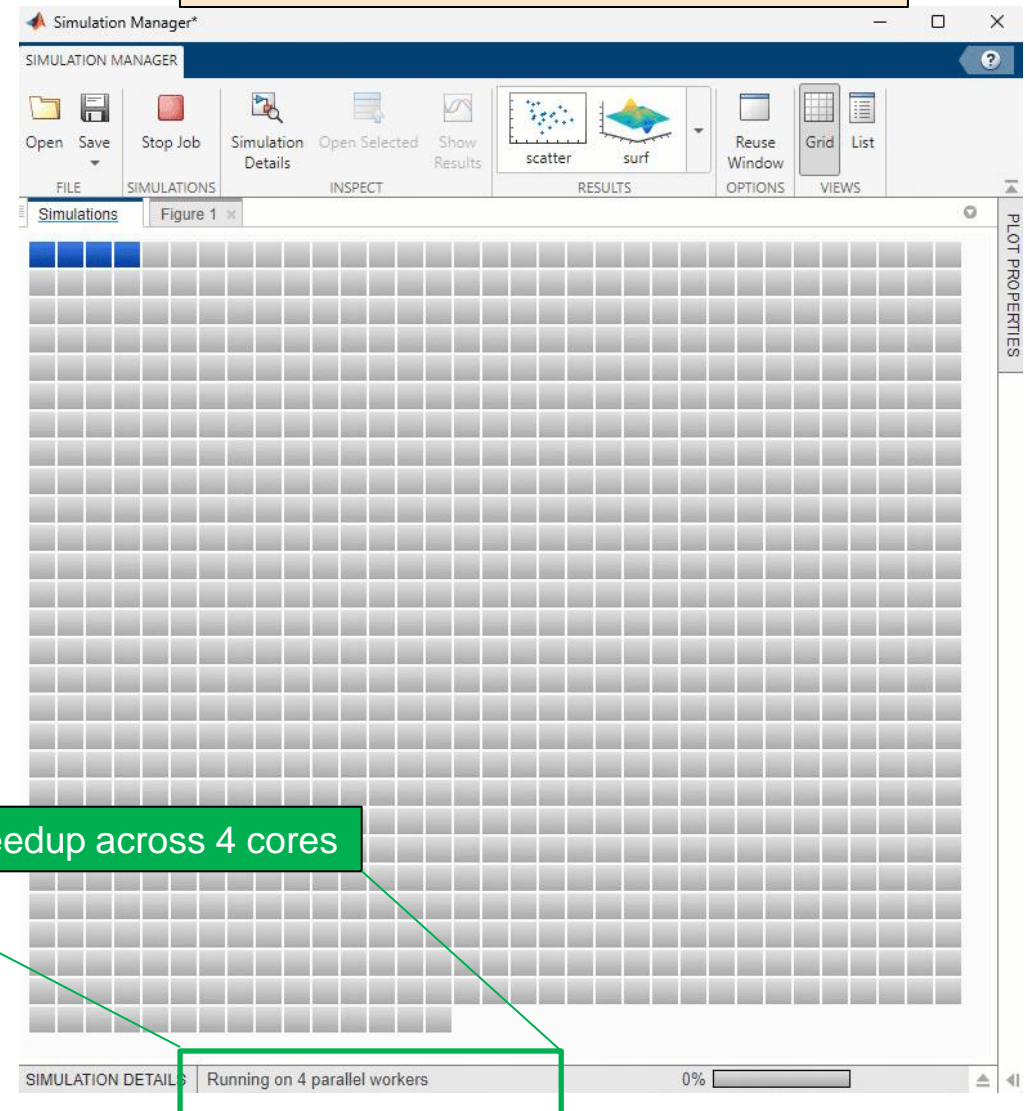 Simulation Manager*
SIMULATION MANAGER
?
Open Save Stop Job Simulation Details Open Selected Show Results scatter surf Reuse Window Grid List
FILE SIMULATIONS INSPECT RESULTS OPTIONS VIEWS
Simulations Figure 1
PLOT PROPERTIES
eedup across 4 cores
SIMULATION DETAILS Running on 4 parallel workers 0%